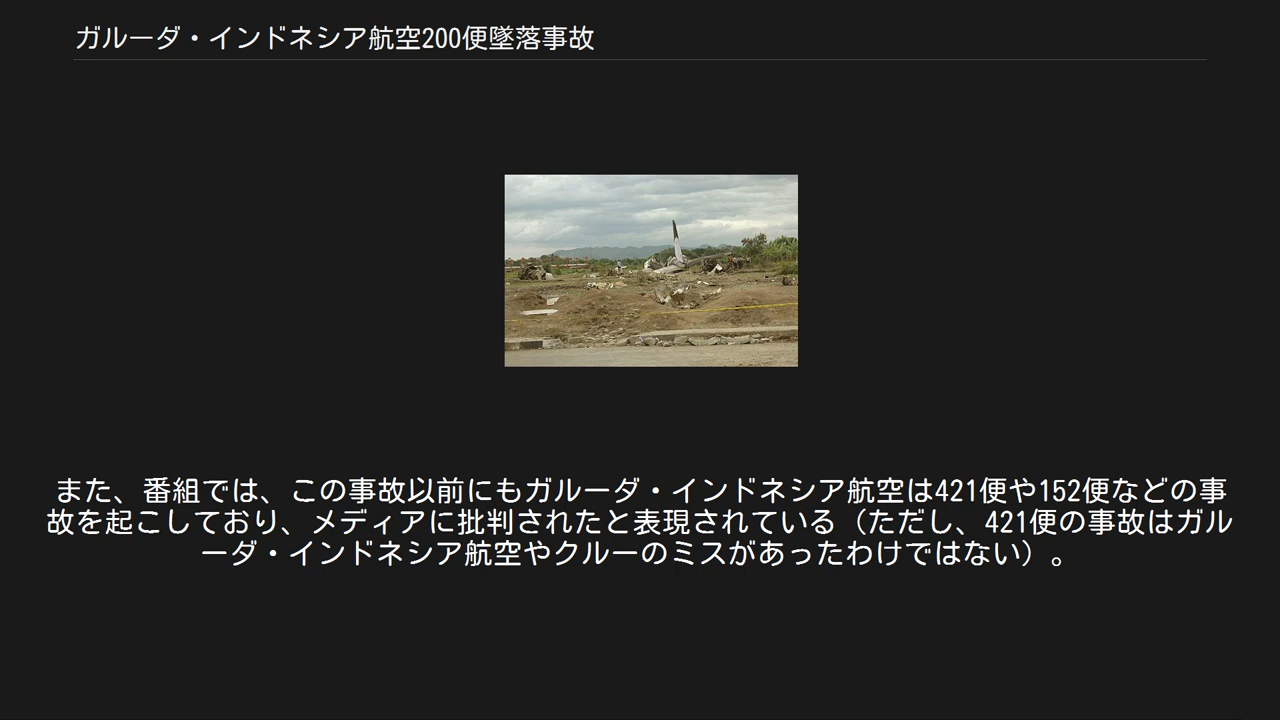 ガルーダ・インドネシア航空200便墜落事故
また、番組では、この事故以前にもガルーダ・インドネシア航空は421便や152便などの事
故を起こしており、メディアに批判されたと表現されている（ただし、421便の事故はガル
ーダ・インドネシア航空やクルーのミスがあったわけではない）。